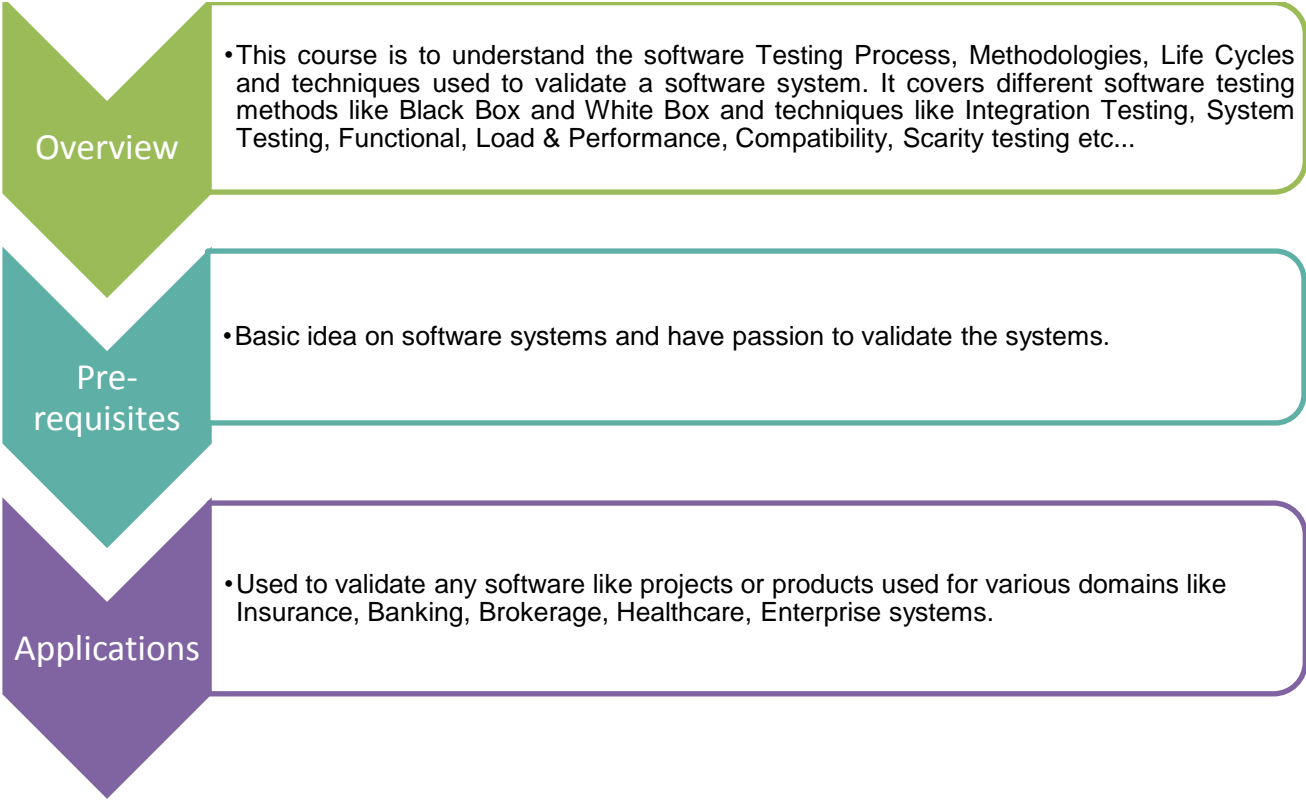 Overview
•This course is to understand the software Testing Process, Methodologies, Life Cycles
and techniques used to validate a software system. It covers different software testing
methods like Black Box and White Box and techniques like Integration Testing, System
Testing, Functional, Load & Performance, Compatibility, Scarity testing etc...
Pre-
requisites
•Basic idea on software systems and have passion to validate the systems.
Applications
•Used to validate any software like projects or products used for various domains like
Insurance, Banking, Brokerage, Healthcare, Enterprise systems.